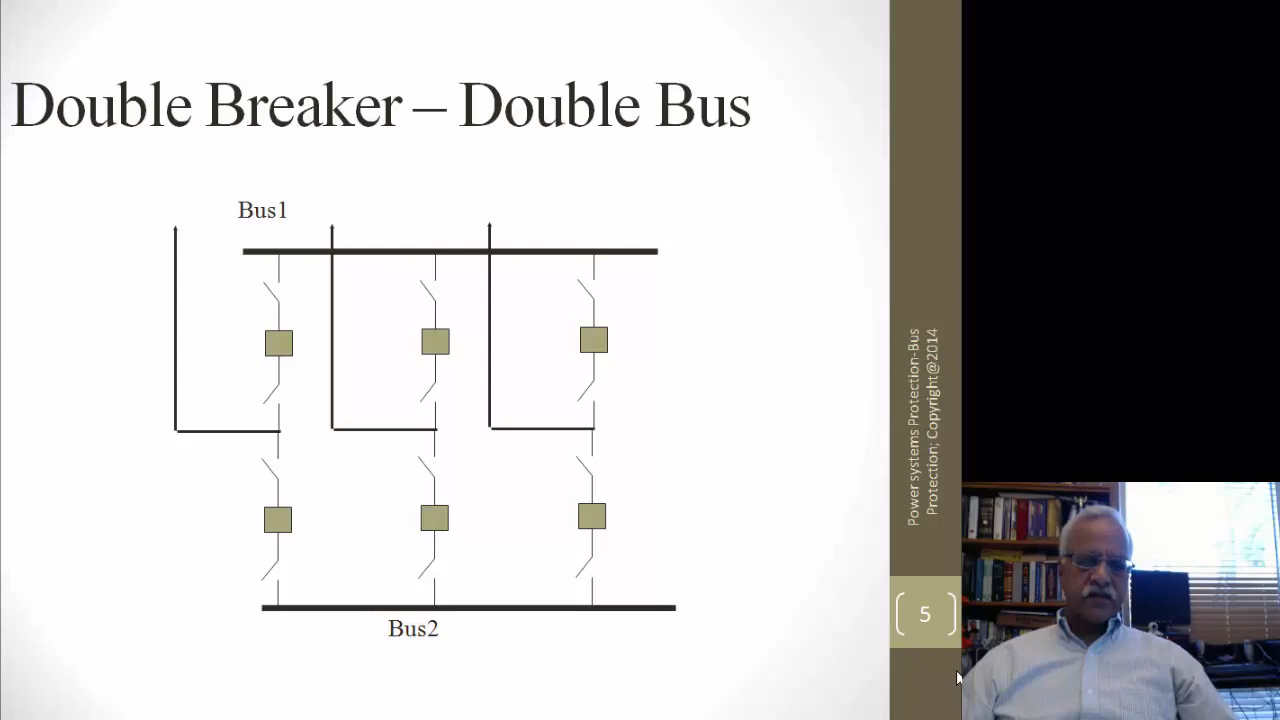 Double Breaker – Double Bus
Bus1
Bus2
Power systems Protection-Bus
Protection; Copyright@2014
5